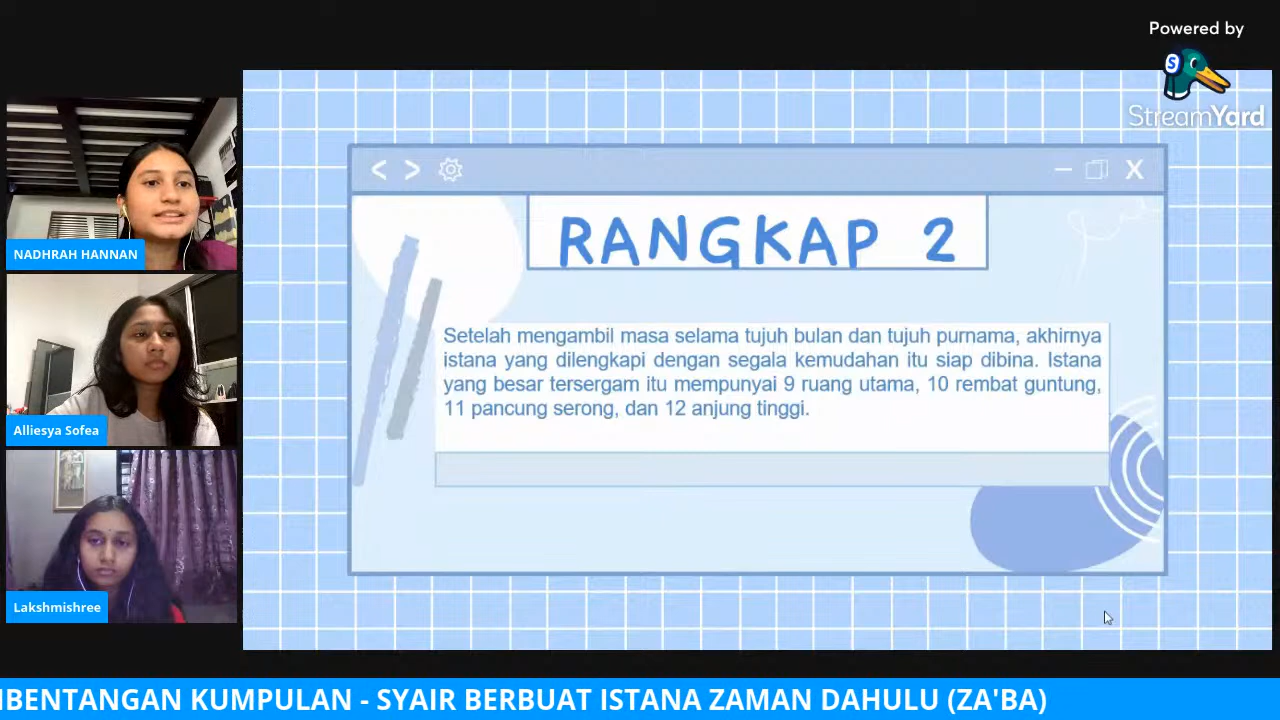 Powered by
StreamYard
NADHRAH HANNAN
Alliesya Sofea
Lakshmishree
RANGKAP 2
Setelah mengambil masa selama tujuh bulan dan tujuh purnama, akhirnya
istana yang dilengkapi dengan segala kemudahan itu siap dibina. Istana
yang besar tersergam itu mempunyai 9 ruang utama, 10 rembat guntung,
11 pancung serong, dan 12 anjung tinggi.
MBENTANGAN KUMPULAN - SYAIR BERBUAT ISTANA ZAMAN DAHULU (ZA'BA)